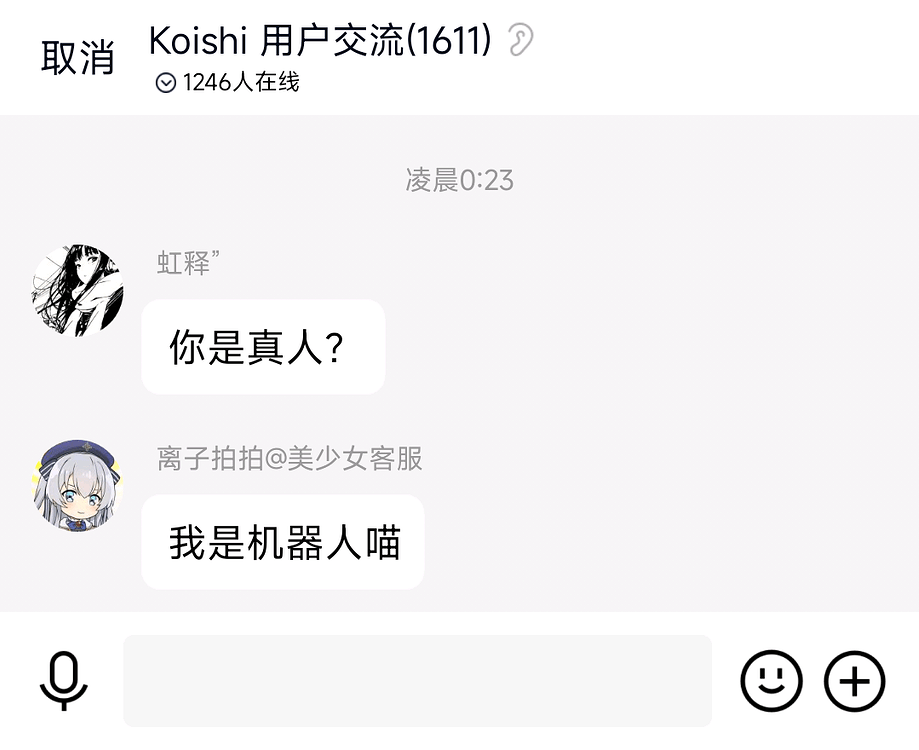 取消
Koishi 用户交流(1611)
1246人在线
凌晨0:23
虹释”
你是真人？
离子拍拍@美少女客服
我是机器人喵